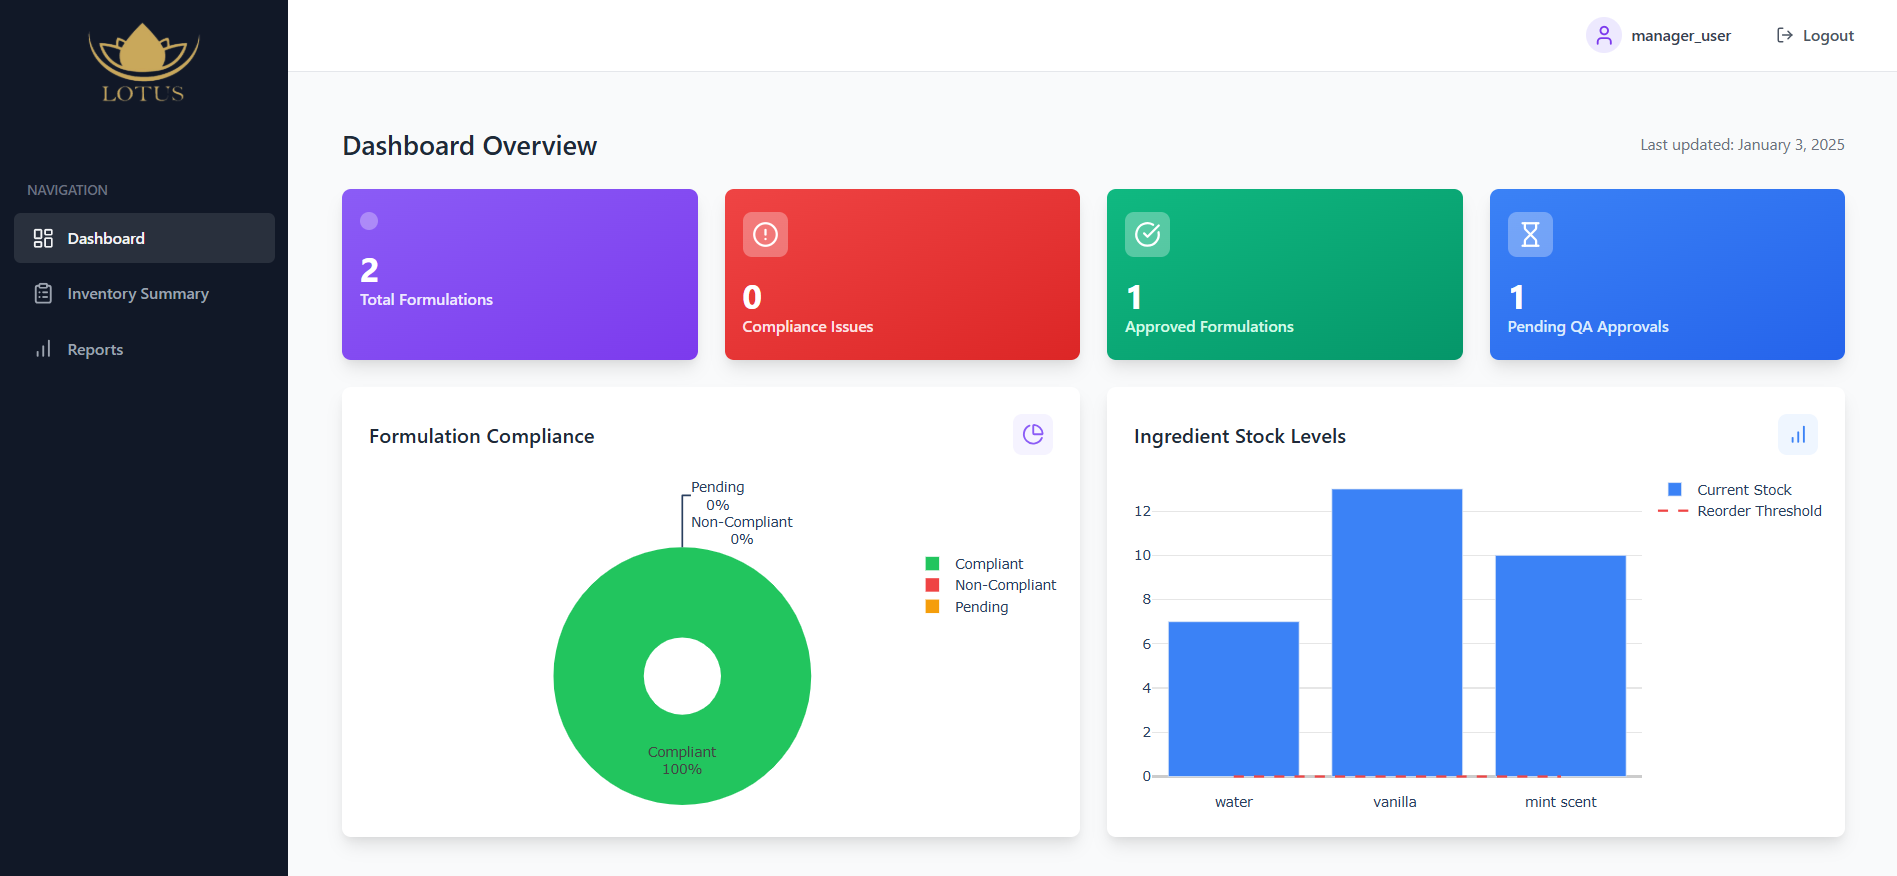 LOTUS
manager_user
Logout
NAVIGATION
Dashboard
Inventory Summary
Reports
Dashboard Overview
Last updated: January 3, 2025
2
Total Formulations
0
Compliance Issues
1
Approved Formulations
1
Pending QA Approvals
Formulation Compliance
Pending
0%
Non-Compliant
0%
Compliant
100%
Compliant
Non-Compliant
Pending
Ingredient Stock Levels
12
10
8
6
4
2
0
water
vanilla
mint scent
Current Stock
Reorder Threshold